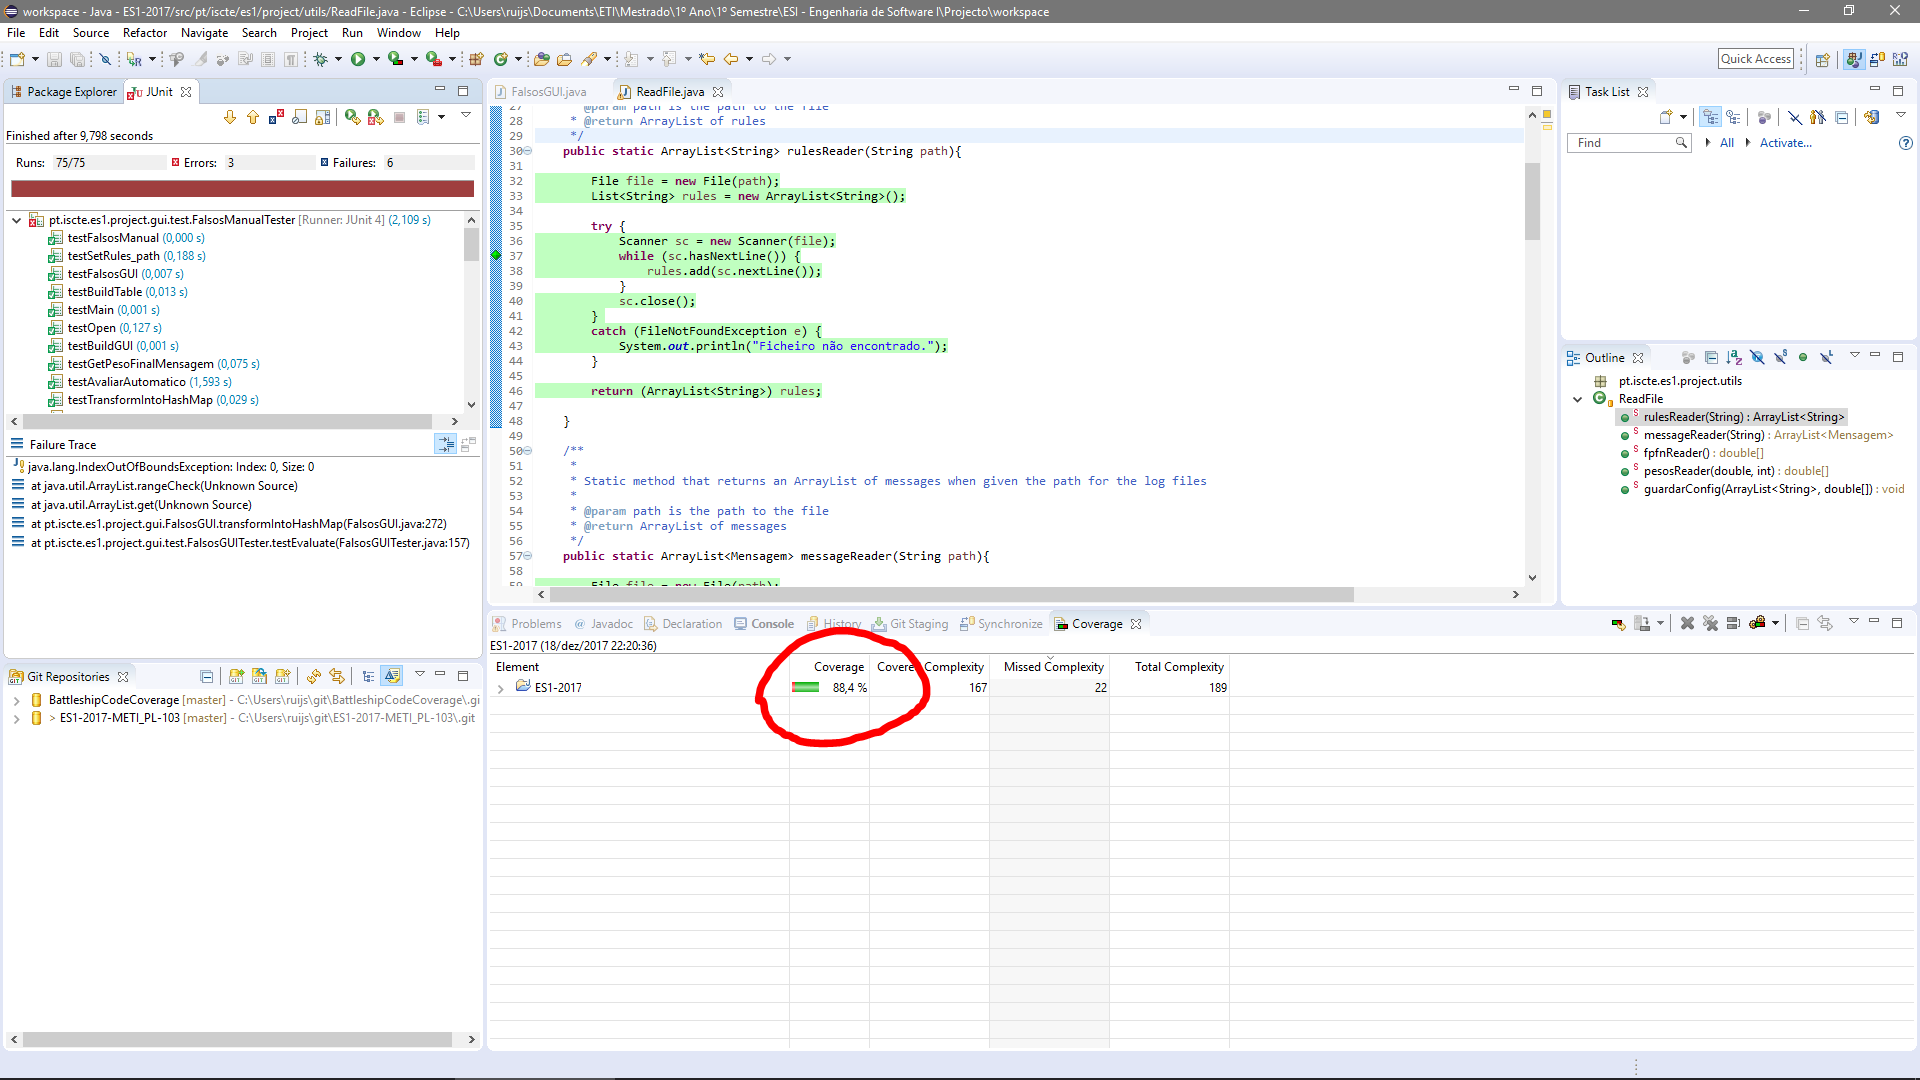 workspace - Java - ES1-2017/src/pt/iscte/es1/project/utils/ReadFile.java - Eclipse - C:\Users\ruijs\Documents\ETI\Mestrado\1º Ano\1º Semestre\ESI - Engenharia de Software I\Projecto\workspace
File Edit Source Refactor Navigate Search Project Run Window Help
Quick Access
Package Explorer JUnit
Finished after 9,798 seconds
Runs: 75/75 Errors: 3 Failures: 6
pt.iscte.es1.project.gui.test.FalsosManualTester [Runner: JUnit 4] (2,109 s)
testFalsosManual (0,000 s)
testSetRules_path (0,188 s)
testFalsosGUI (0,007 s)
testBuildTable (0,013 s)
testMain (0,001 s)
testOpen (0,127 s)
testBuildGUI (0,001 s)
testGetPesoFinalMensagem (0,075 s)
testAvaliarAutomatico (1,593 s)
testTransformIntoHashMap (0,029 s)
Failure Trace
java.lang.IndexOutOfBoundsException: Index: 0, Size: 0
at java.util.ArrayList.rangeCheck(Unknown Source)
at java.util.ArrayList.get(Unknown Source)
at pt.iscte.es1.project.gui.FalsosGUI.transformIntoHashMap(FalsosGUI.java:272)
at pt.iscte.es1.project.gui.test.FalsosGUITester.testEvaluate(FalsosGUITester.java:157)
Git Repositories
BattleshipCodeCoverage [master] - C:\Users\ruijs\git\BattleshipCodeCoverage\.gi
> ES1-2017-METI_PL-103 [master] - C:\Users\ruijs\git\ES1-2017-METI_PL-103\.git
FalsosGUI.java ReadFile.java
27 * @param path is the path to the file
28 * @return ArrayList of rules
29 */
30 public static ArrayList<String> rulesReader(String path){
31
32 File file = new File(path);
33 List<String> rules = new ArrayList<String>();
34
35 try {
36 Scanner sc = new Scanner(file);
37 while (sc.hasNextLine()) {
38 rules.add(sc.nextLine());
39 }
40 sc.close();
41 }
42 catch (FileNotFoundException e) {
43 System.out.println("Ficheiro não encontrado.");
44 }
45
46 return (ArrayList<String>) rules;
47
48 }
49
50 /**
51 *
52 * Static method that returns an ArrayList of messages when given the path for the log files
53 *
54 * @param path is the path to the file
55 * @return ArrayList of messages
56 */
57 public static ArrayList<Mensagem> messageReader(String path){
58
59 File file = new File(path);
Problems @ Javadoc Declaration Console History Git Staging Synchronize Coverage
ES1-2017 (18/dez/2017 22:20:36)
Element Coverage Covere Complexity Missed Complexity Total Complexity
ES1-2017 88,4 % 167 22 189
Task List
Find All Activate...
Outline
pt.iscte.es1.project.utils
ReadFile
rulesReader(String) : ArrayList<String>
messageReader(String) : ArrayList<Mensagem>
fpfnReader() : double[]
pesosReader(double, int) : double[]
guardarConfig(ArrayList<String>, double[]) : void